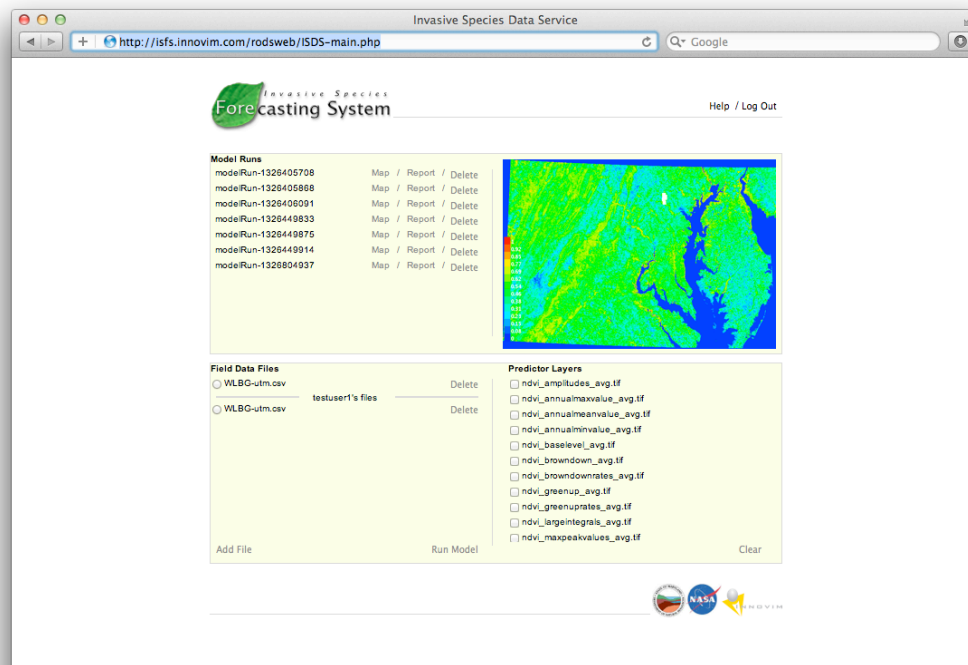 Invasive Species Data Service
http://isfs.innovim.com/rodsweb/ISDS-main.php
Google
Invasive Species
Forecasting System
Help / Log Out
Model Runs
modelRun-1326405708 Map / Report / Delete
modelRun-1326405868 Map / Report / Delete
modelRun-1326406091 Map / Report / Delete
modelRun-1326449833 Map / Report / Delete
modelRun-1326449875 Map / Report / Delete
modelRun-1326449914 Map / Report / Delete
modelRun-1326804937 Map / Report / Delete
Field Data Files
WLBG-utm.csv Delete
testuser1's files
WLBG-utm.csv Delete
Add File Run Model
Predictor Layers
ndvi_amplitudes_avg.tif
ndvi_annualmaxvalue_avg.tif
ndvi_annualmeanvalue_avg.tif
ndvi_annualminvalue_avg.tif
ndvi_baselevel_avg.tif
ndvi_browndown_avg.tif
ndvi_browndownrates_avg.tif
ndvi_greenup_avg.tif
ndvi_greenuprates_avg.tif
ndvi_largeintegrals_avg.tif
ndvi_maxpeakvalues_avg.tif
Clear
NASA
INNOVIM